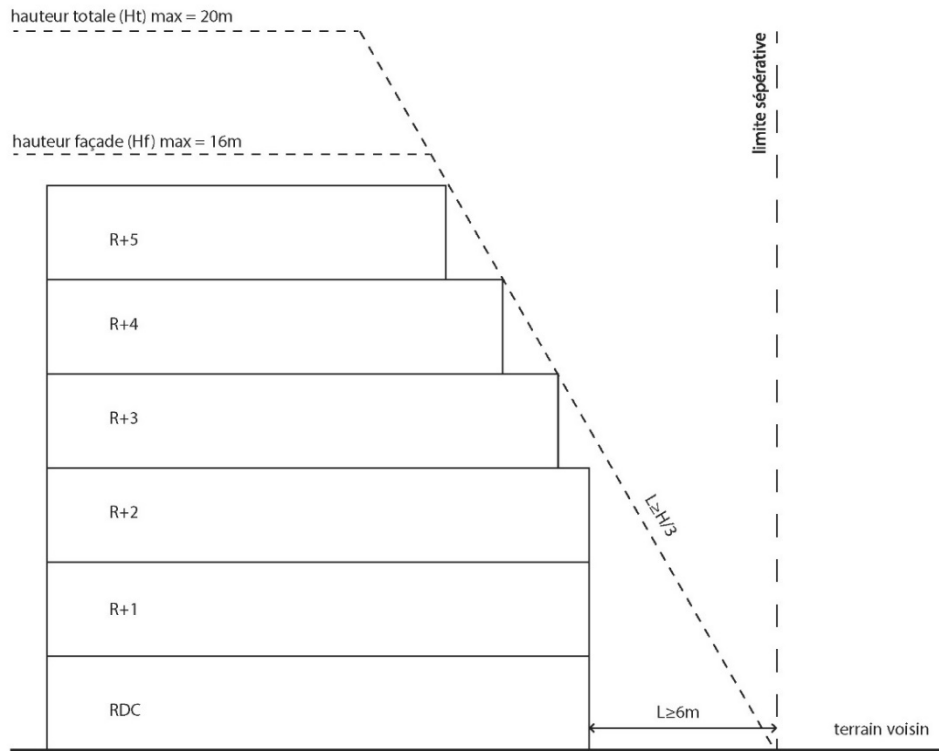 hauteur totale (Ht) max = 20m
limite sépérative
hauteur façade (Hf) max = 16m
R+5
R+4
R+3
R+2
L≥H/3
R+1
RDC
L≥6m
terrain voisin